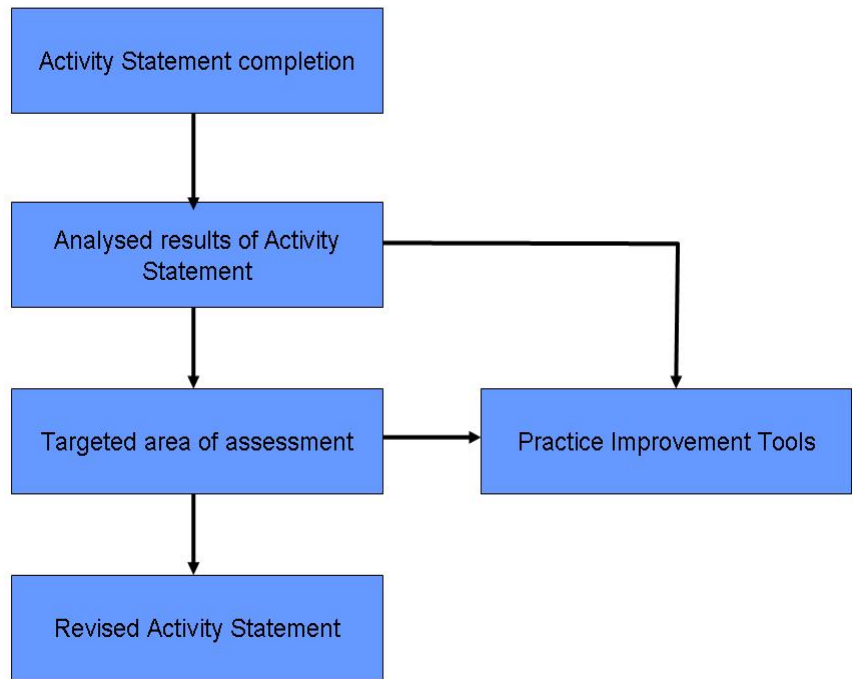 Activity Statement completion
Analysed results of Activity
Statement
Targeted area of assessment
Practice Improvement Tools
Revised Activity Statement